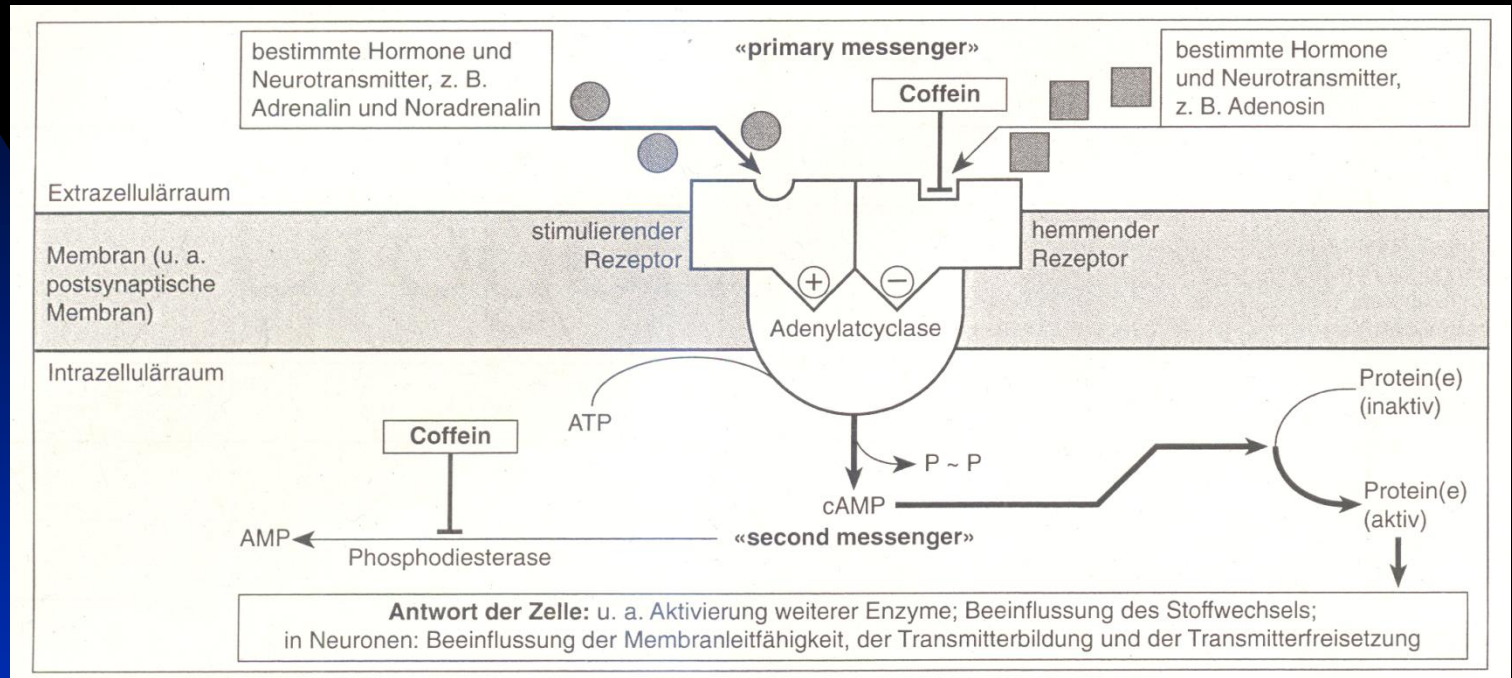 bestimmte Hormone und
Neurotransmitter, z. B.
Adrenalin und Noradrenalin
«primary messenger»
Coffein
bestimmte Hormone
und Neurotransmitter,
z. B. Adenosin
Extrazellulärraum
stimulierender
Rezeptor
hemmender
Rezeptor
Membran (u. a.
postsynaptische
Membran)
+
−
Adenylatcyclase
Intrazellulärraum
ATP
Coffein
P ~ P
cAMP
«second messenger»
AMP
Phosphodiesterase
Protein(e)
(inaktiv)
Protein(e)
(aktiv)
Antwort der Zelle: u. a. Aktivierung weiterer Enzyme; Beeinflussung des Stoffwechsels;
in Neuronen: Beeinflussung der Membranleitfähigkeit, der Transmitterbildung und der Transmitterfreisetzung